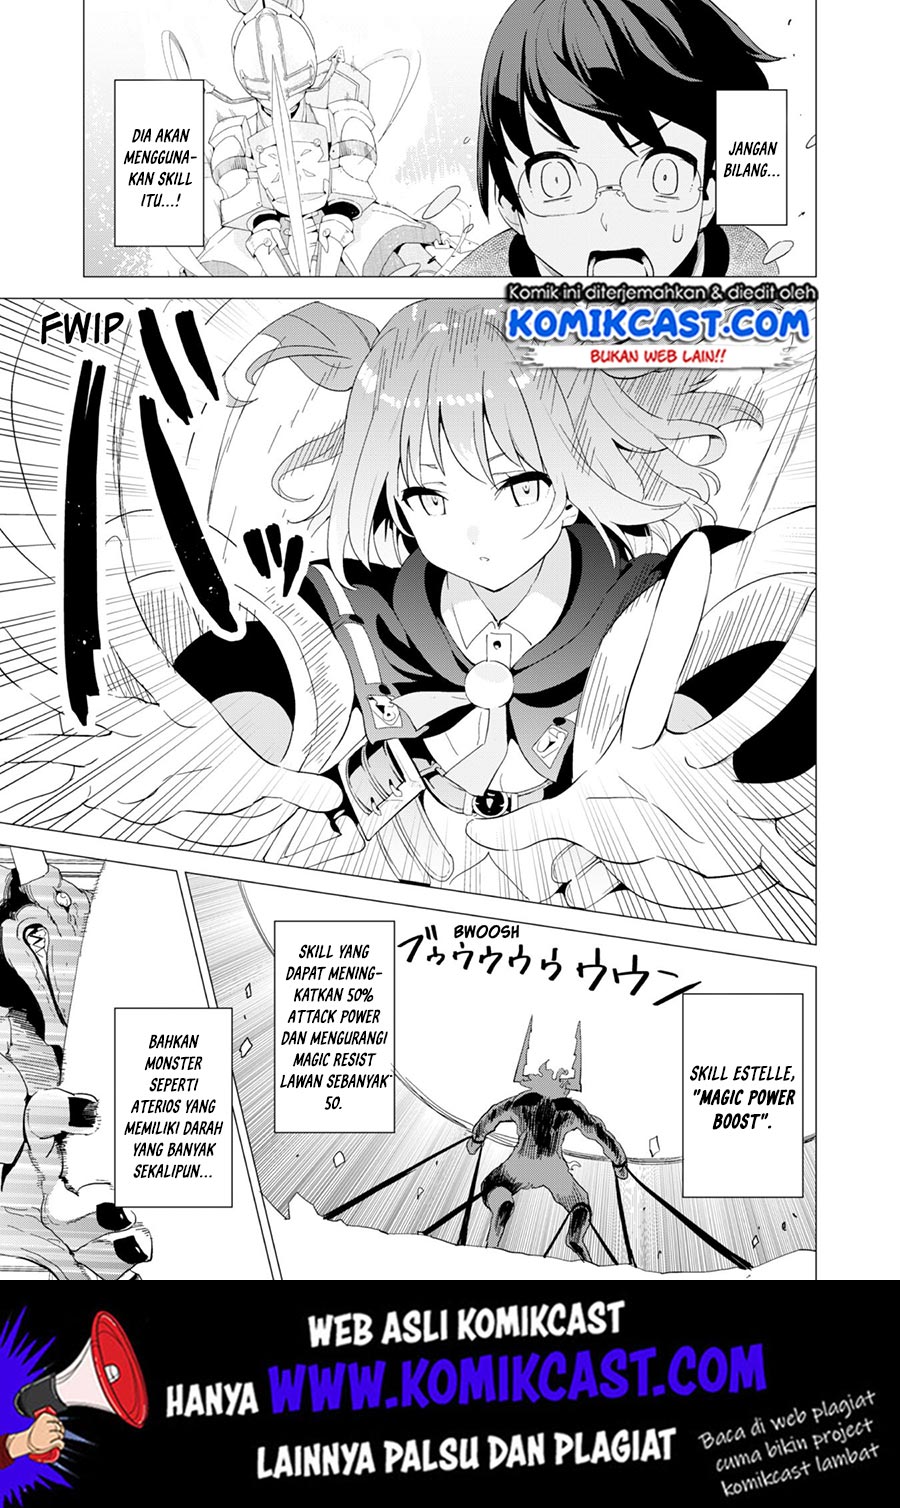 JANGAN
BILANG...
DIA AKAN
MENGGUNA-
KAN SKILL
ITU...!
Komik ini diterjemahkan & diedit oleh
KOMIKCAST.COM
BUKAN WEB LAIN!!
FWIP
BWOOSH
ブゥゥウウゥ ウウン
SKILL ESTELLE,
"MAGIC POWER
BOOST".
SKILL YANG
DAPAT MENING-
KATKAN 50%
ATTACK POWER
DAN MENGURANGI
MAGIC RESIST
LAWAN SEBANYAK
50.
BAHKAN
MONSTER
SEPERTI
ATERIOS YANG
MEMILIKI DARAH
YANG BANYAK
SEKALIPUN...
WEB ASLI KOMIKCAST
HANYA WWW.KOMIKCAST.COM
LAINNYA PALSU DAN PLAGIAT
Baca di web plagiat
cuma bikin project
komikcast lambat